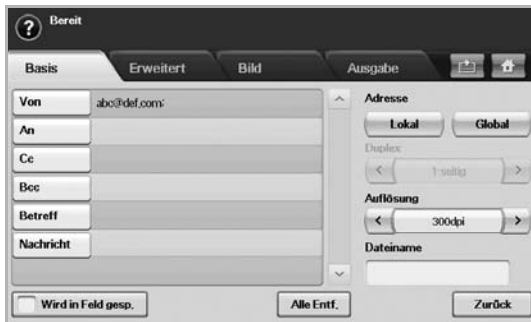 Bereit
Basis
Erweitert
Bild
Ausgabe
Von
abc@def.com;
An
Cc
Bcc
Betreff
Nachricht
Adresse
Lokal
Global
Duplex
1-seitig
Auflösung
300dpi
Dateiname
Wird in Feld gesp.
Alle Entf.
Zurück